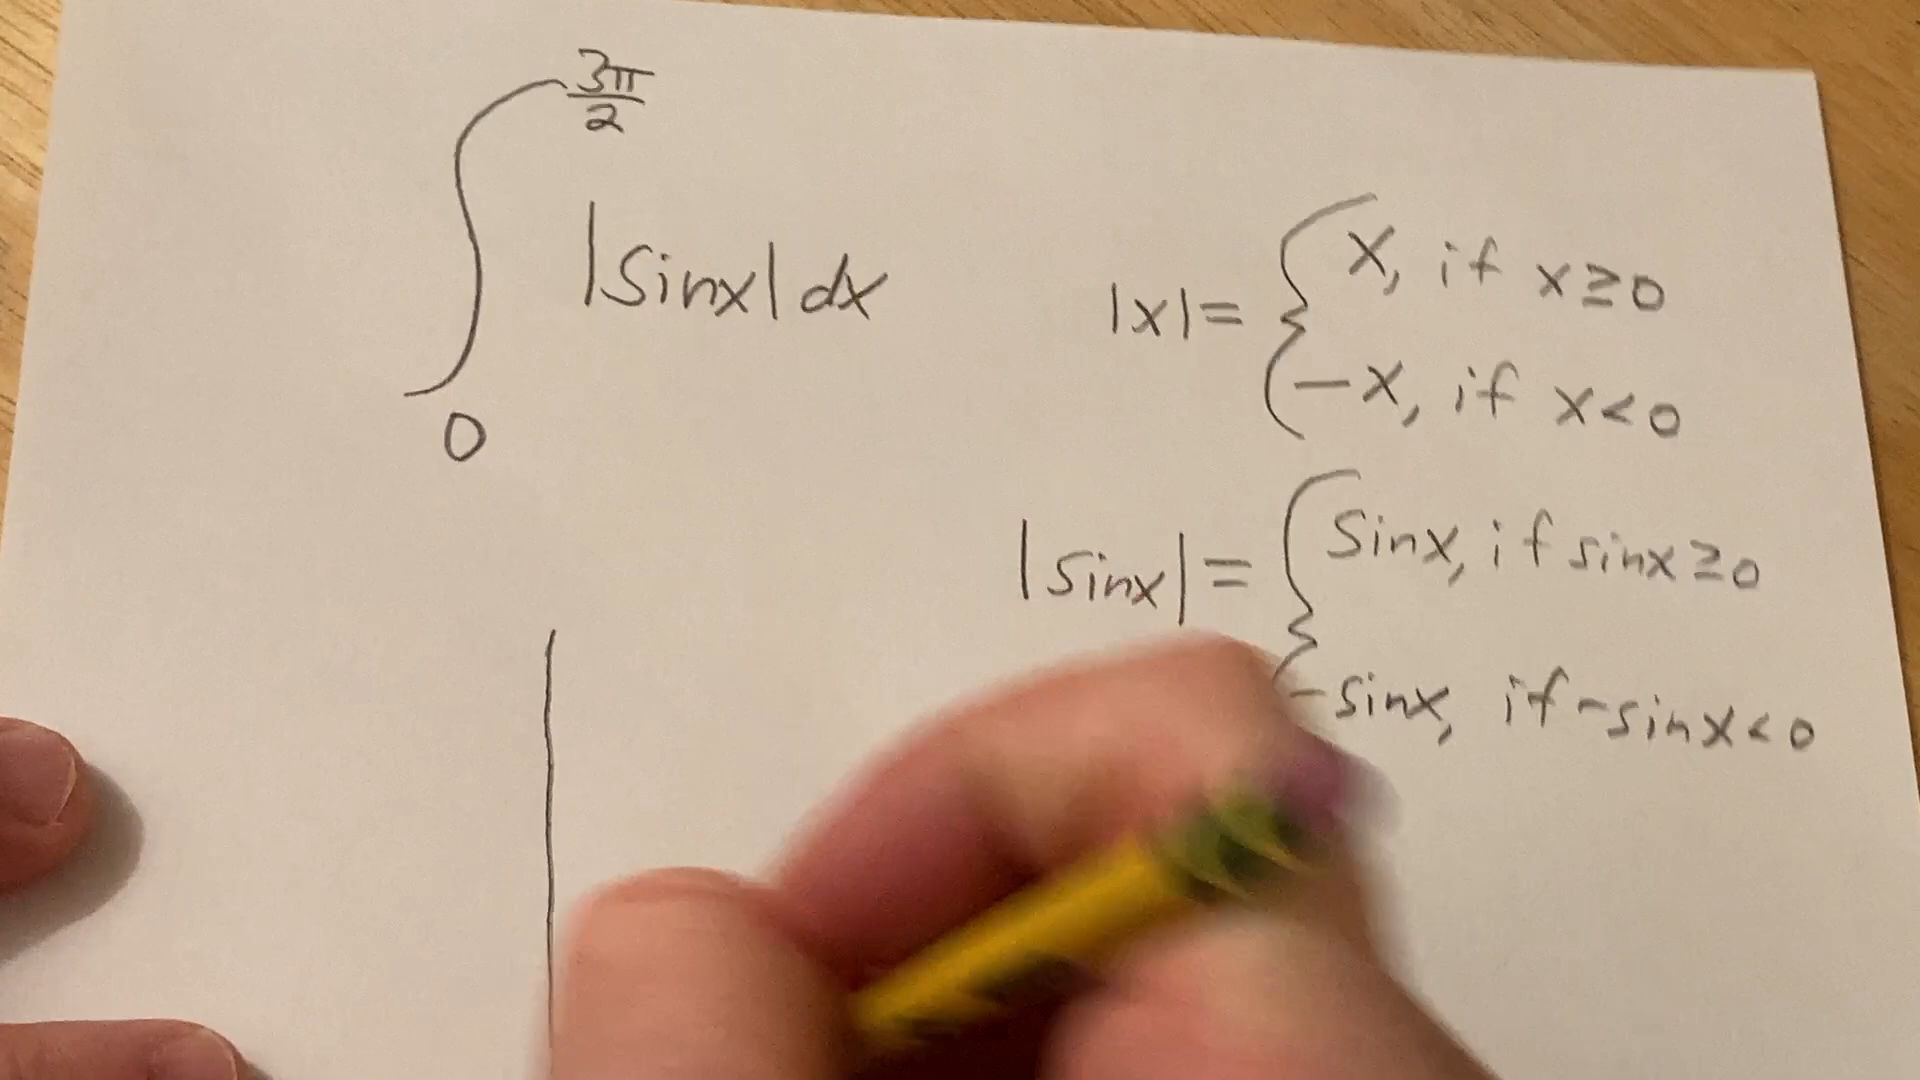 ∫₀^{3π/2} |sinx| dx
|x| = { x, if x ≥ 0
-x, if x < 0
|sinx| = { sinx, if sinx ≥ 0
-sinx, if -sinx < 0